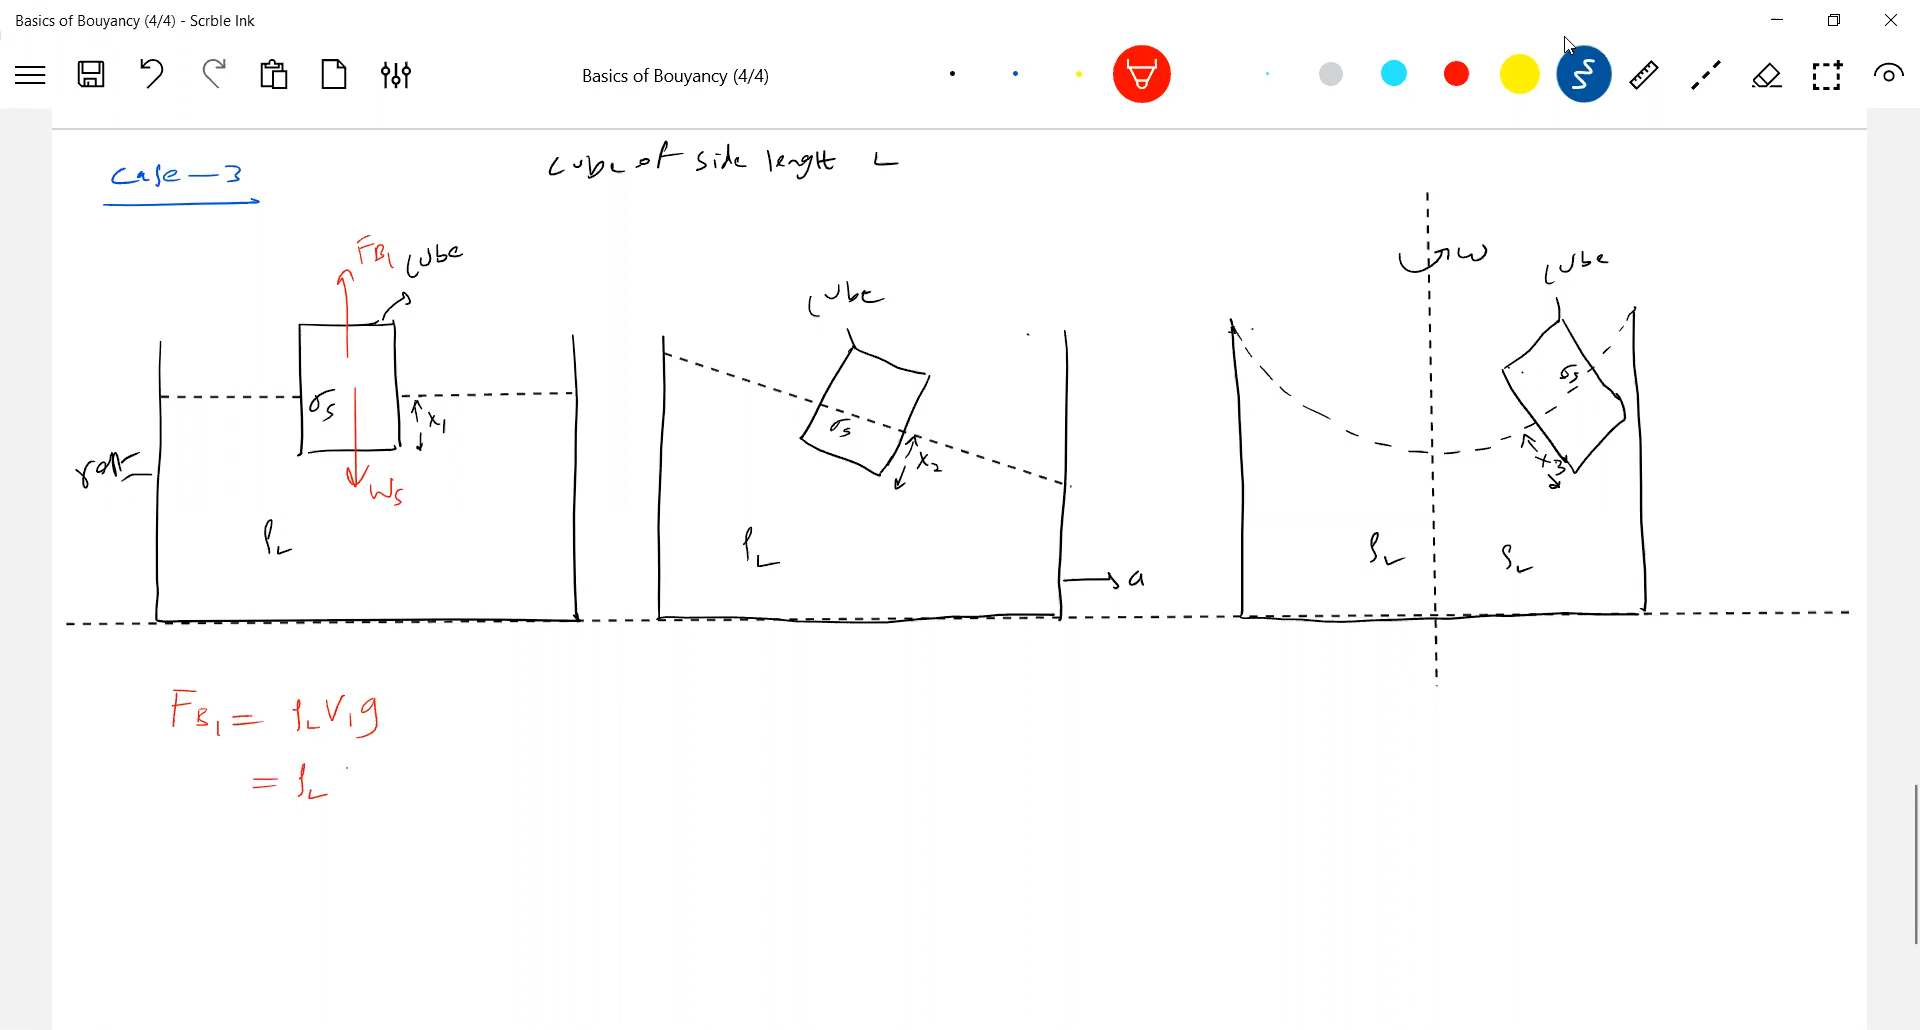 Basics of Bouyancy (4/4) - Scrble Ink
Basics of Bouyancy (4/4)
Case - 3
cube of side length L
FB1
cube
σs
x1
Ws
ρL
cube
σs
x2
ρL
a
ω
cube
σs
x3
ρL
ρL
FB1 = ρL V1 g
= ρL